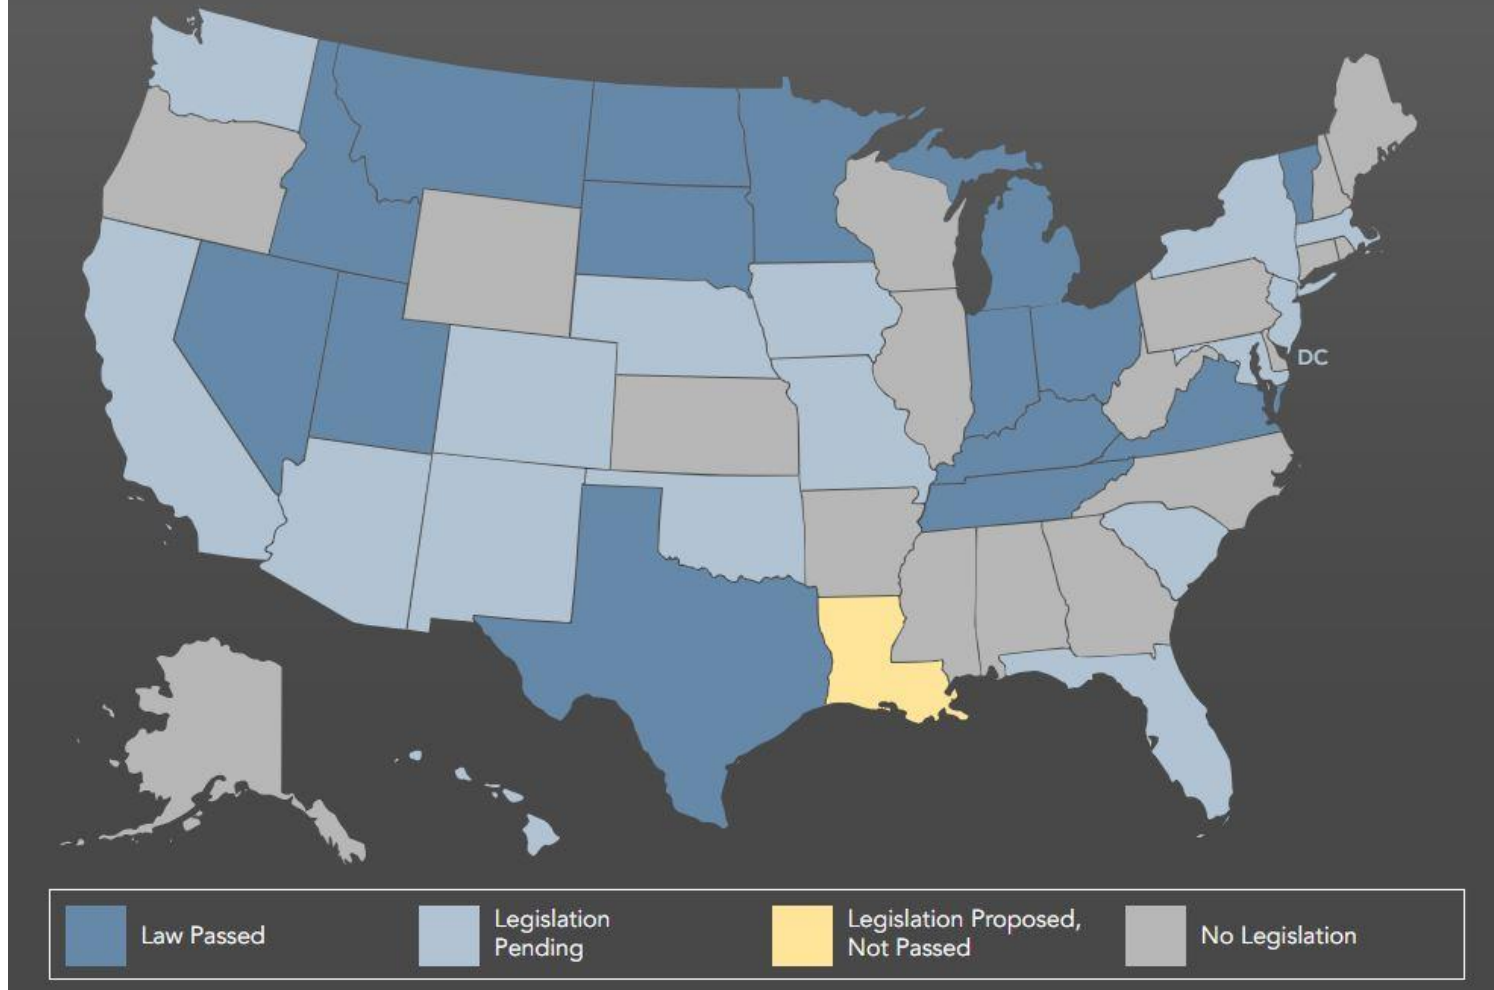 DC
Law Passed
Legislation
Pending
Legislation Proposed,
Not Passed
No Legislation